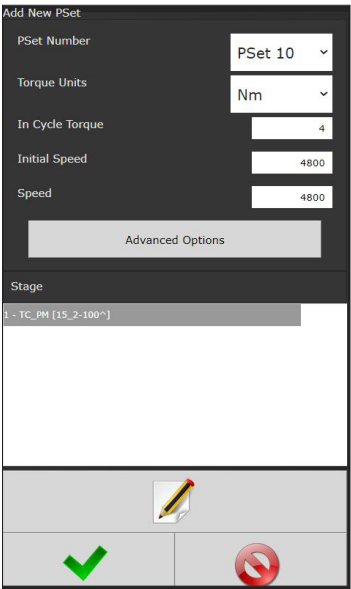 Add New PSet
PSet Number
PSet 10
Torque Units
Nm
In Cycle Torque
4
Initial Speed
4800
Speed
4800
Advanced Options
Stage
1 - TC_PM [15_2-100^]